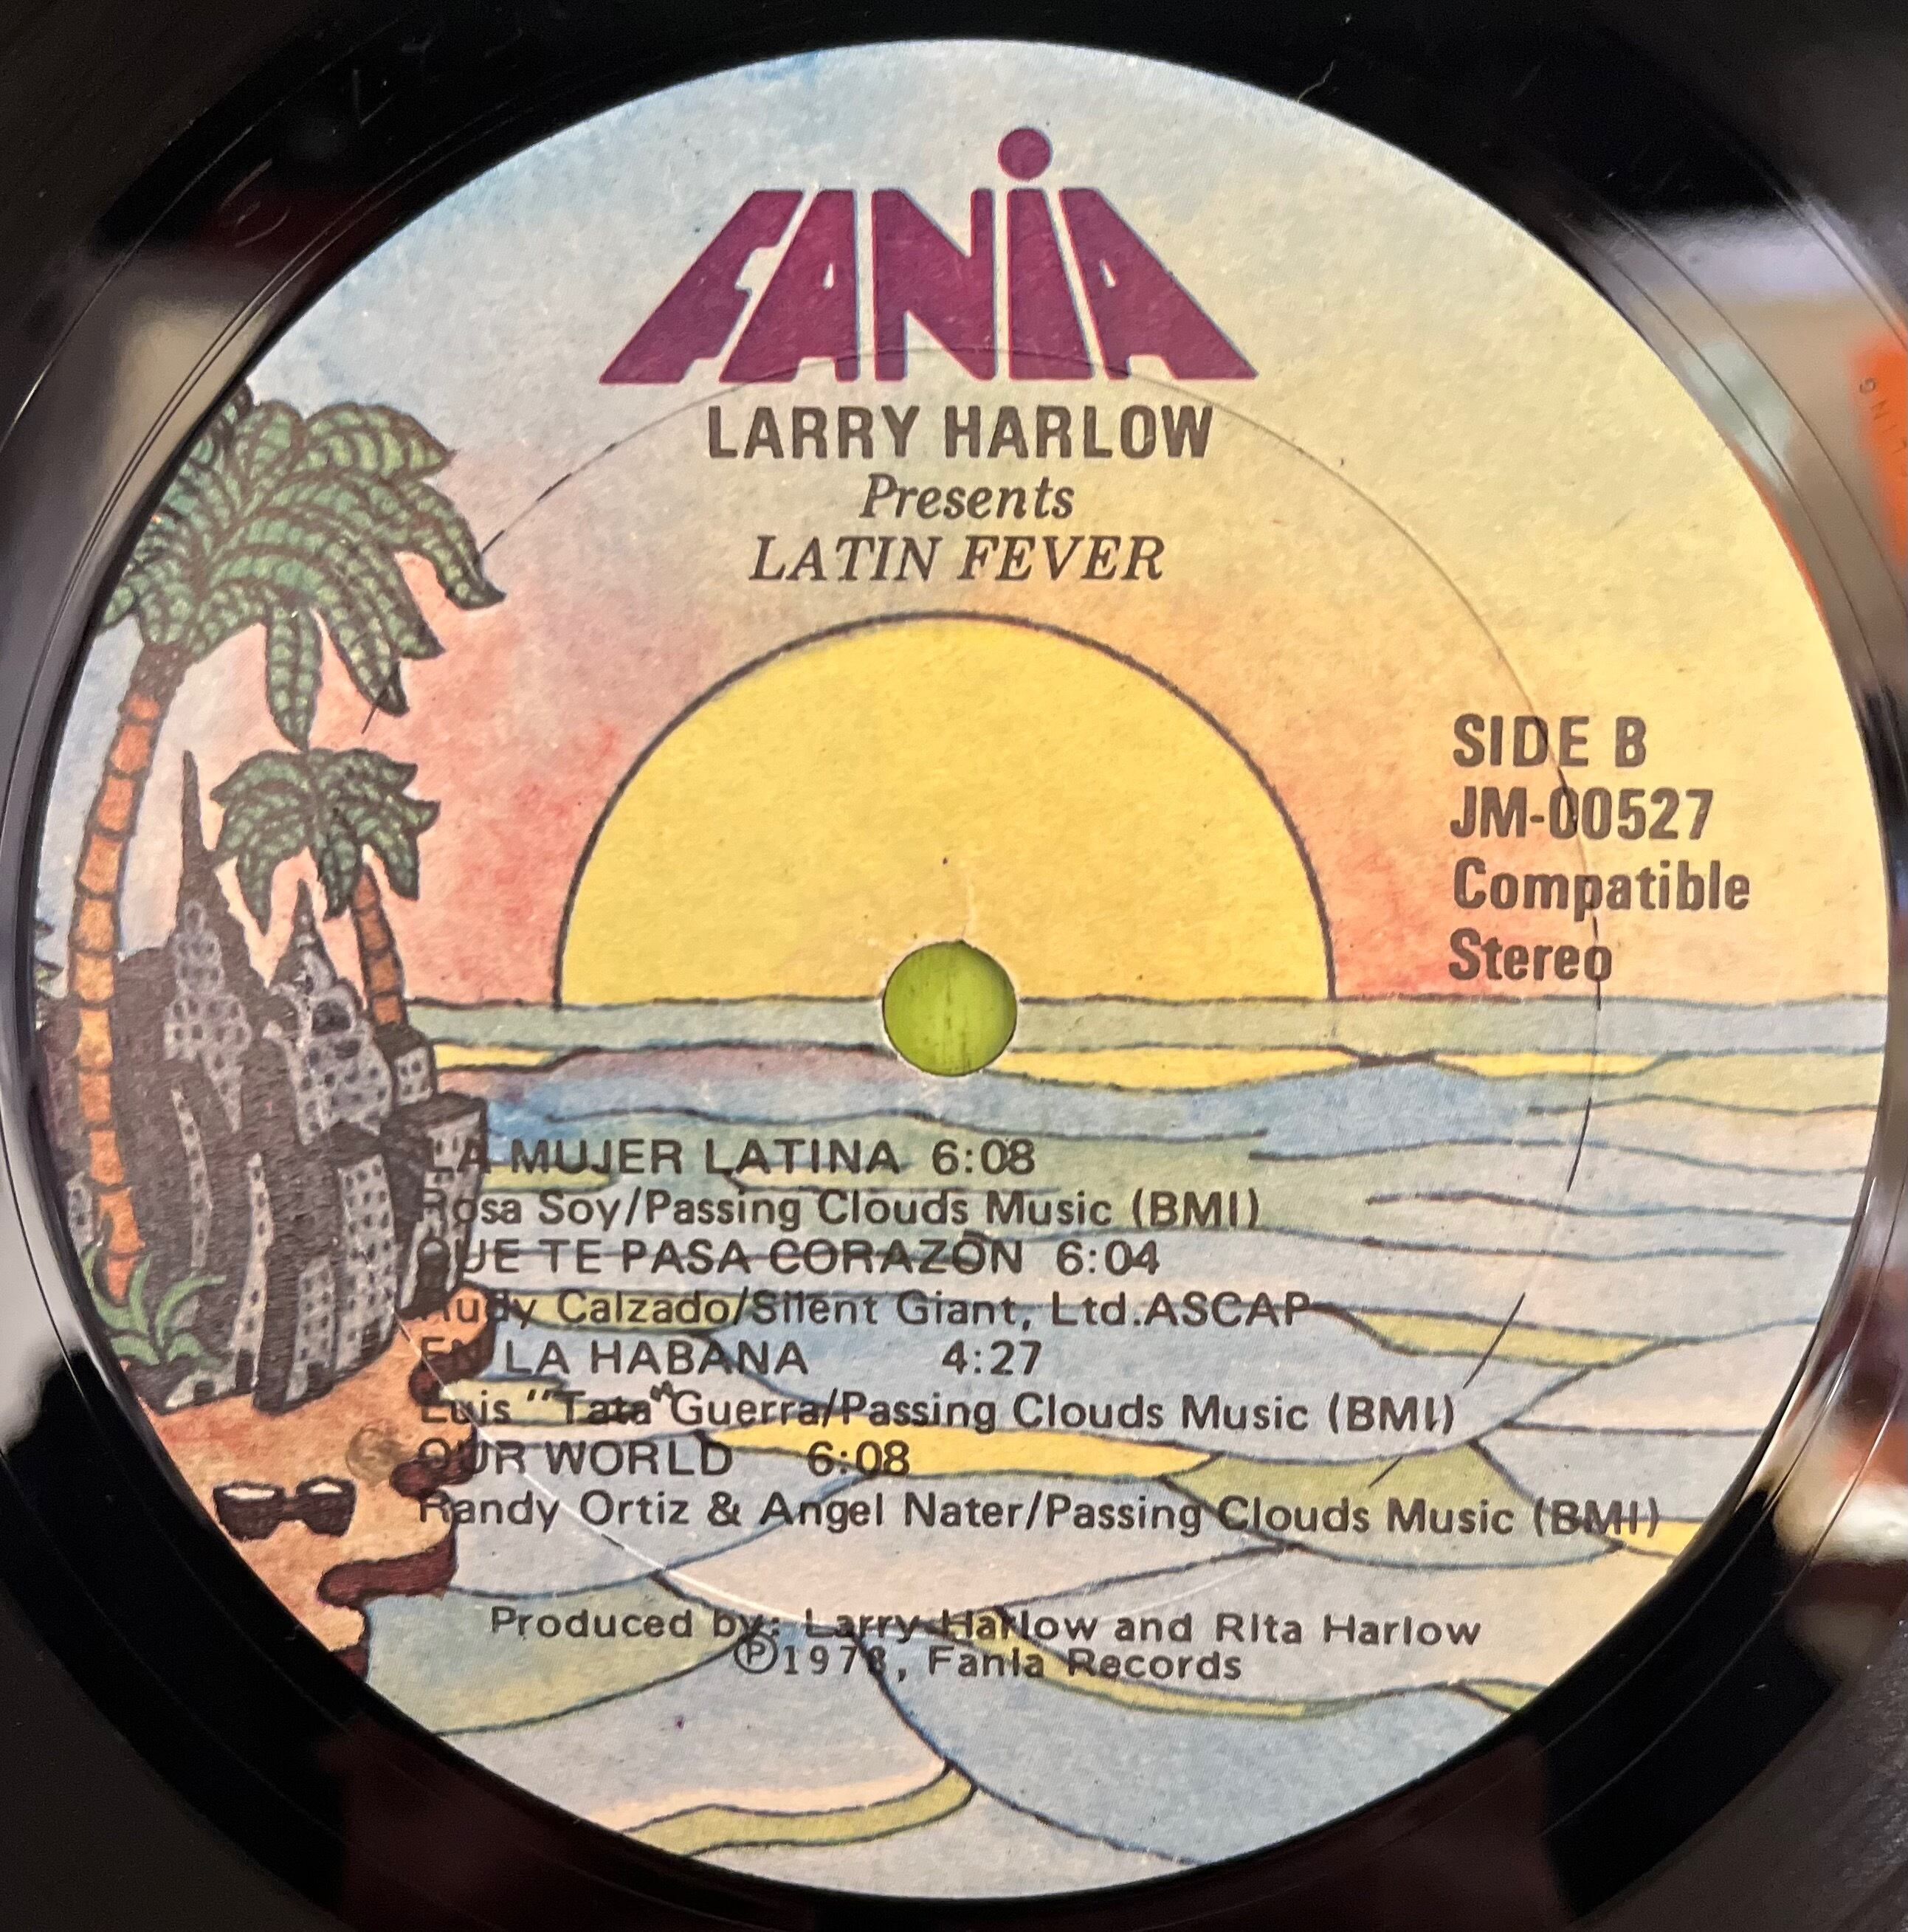 FANIA
LARRY HARLOW
Presents
LATIN FEVER
SIDE B
JM-00527
Compatible
Stereo
LA MUJER LATINA 6:08
Rosa Soy/Passing Clouds Music (BMI)
QUE TE PASA CORAZÒN 6:04
Rudy Calzado/Silent Giant, Ltd.ASCAP
EN LA HABANA 4:27
Luis "Tata" Guerra/Passing Clouds Music (BMI)
OUR WORLD 6:08
Randy Ortiz & Angel Nater/Passing Clouds Music (BMI)
Produced by: Larry Harlow and Rita Harlow
℗1978, Fania Records